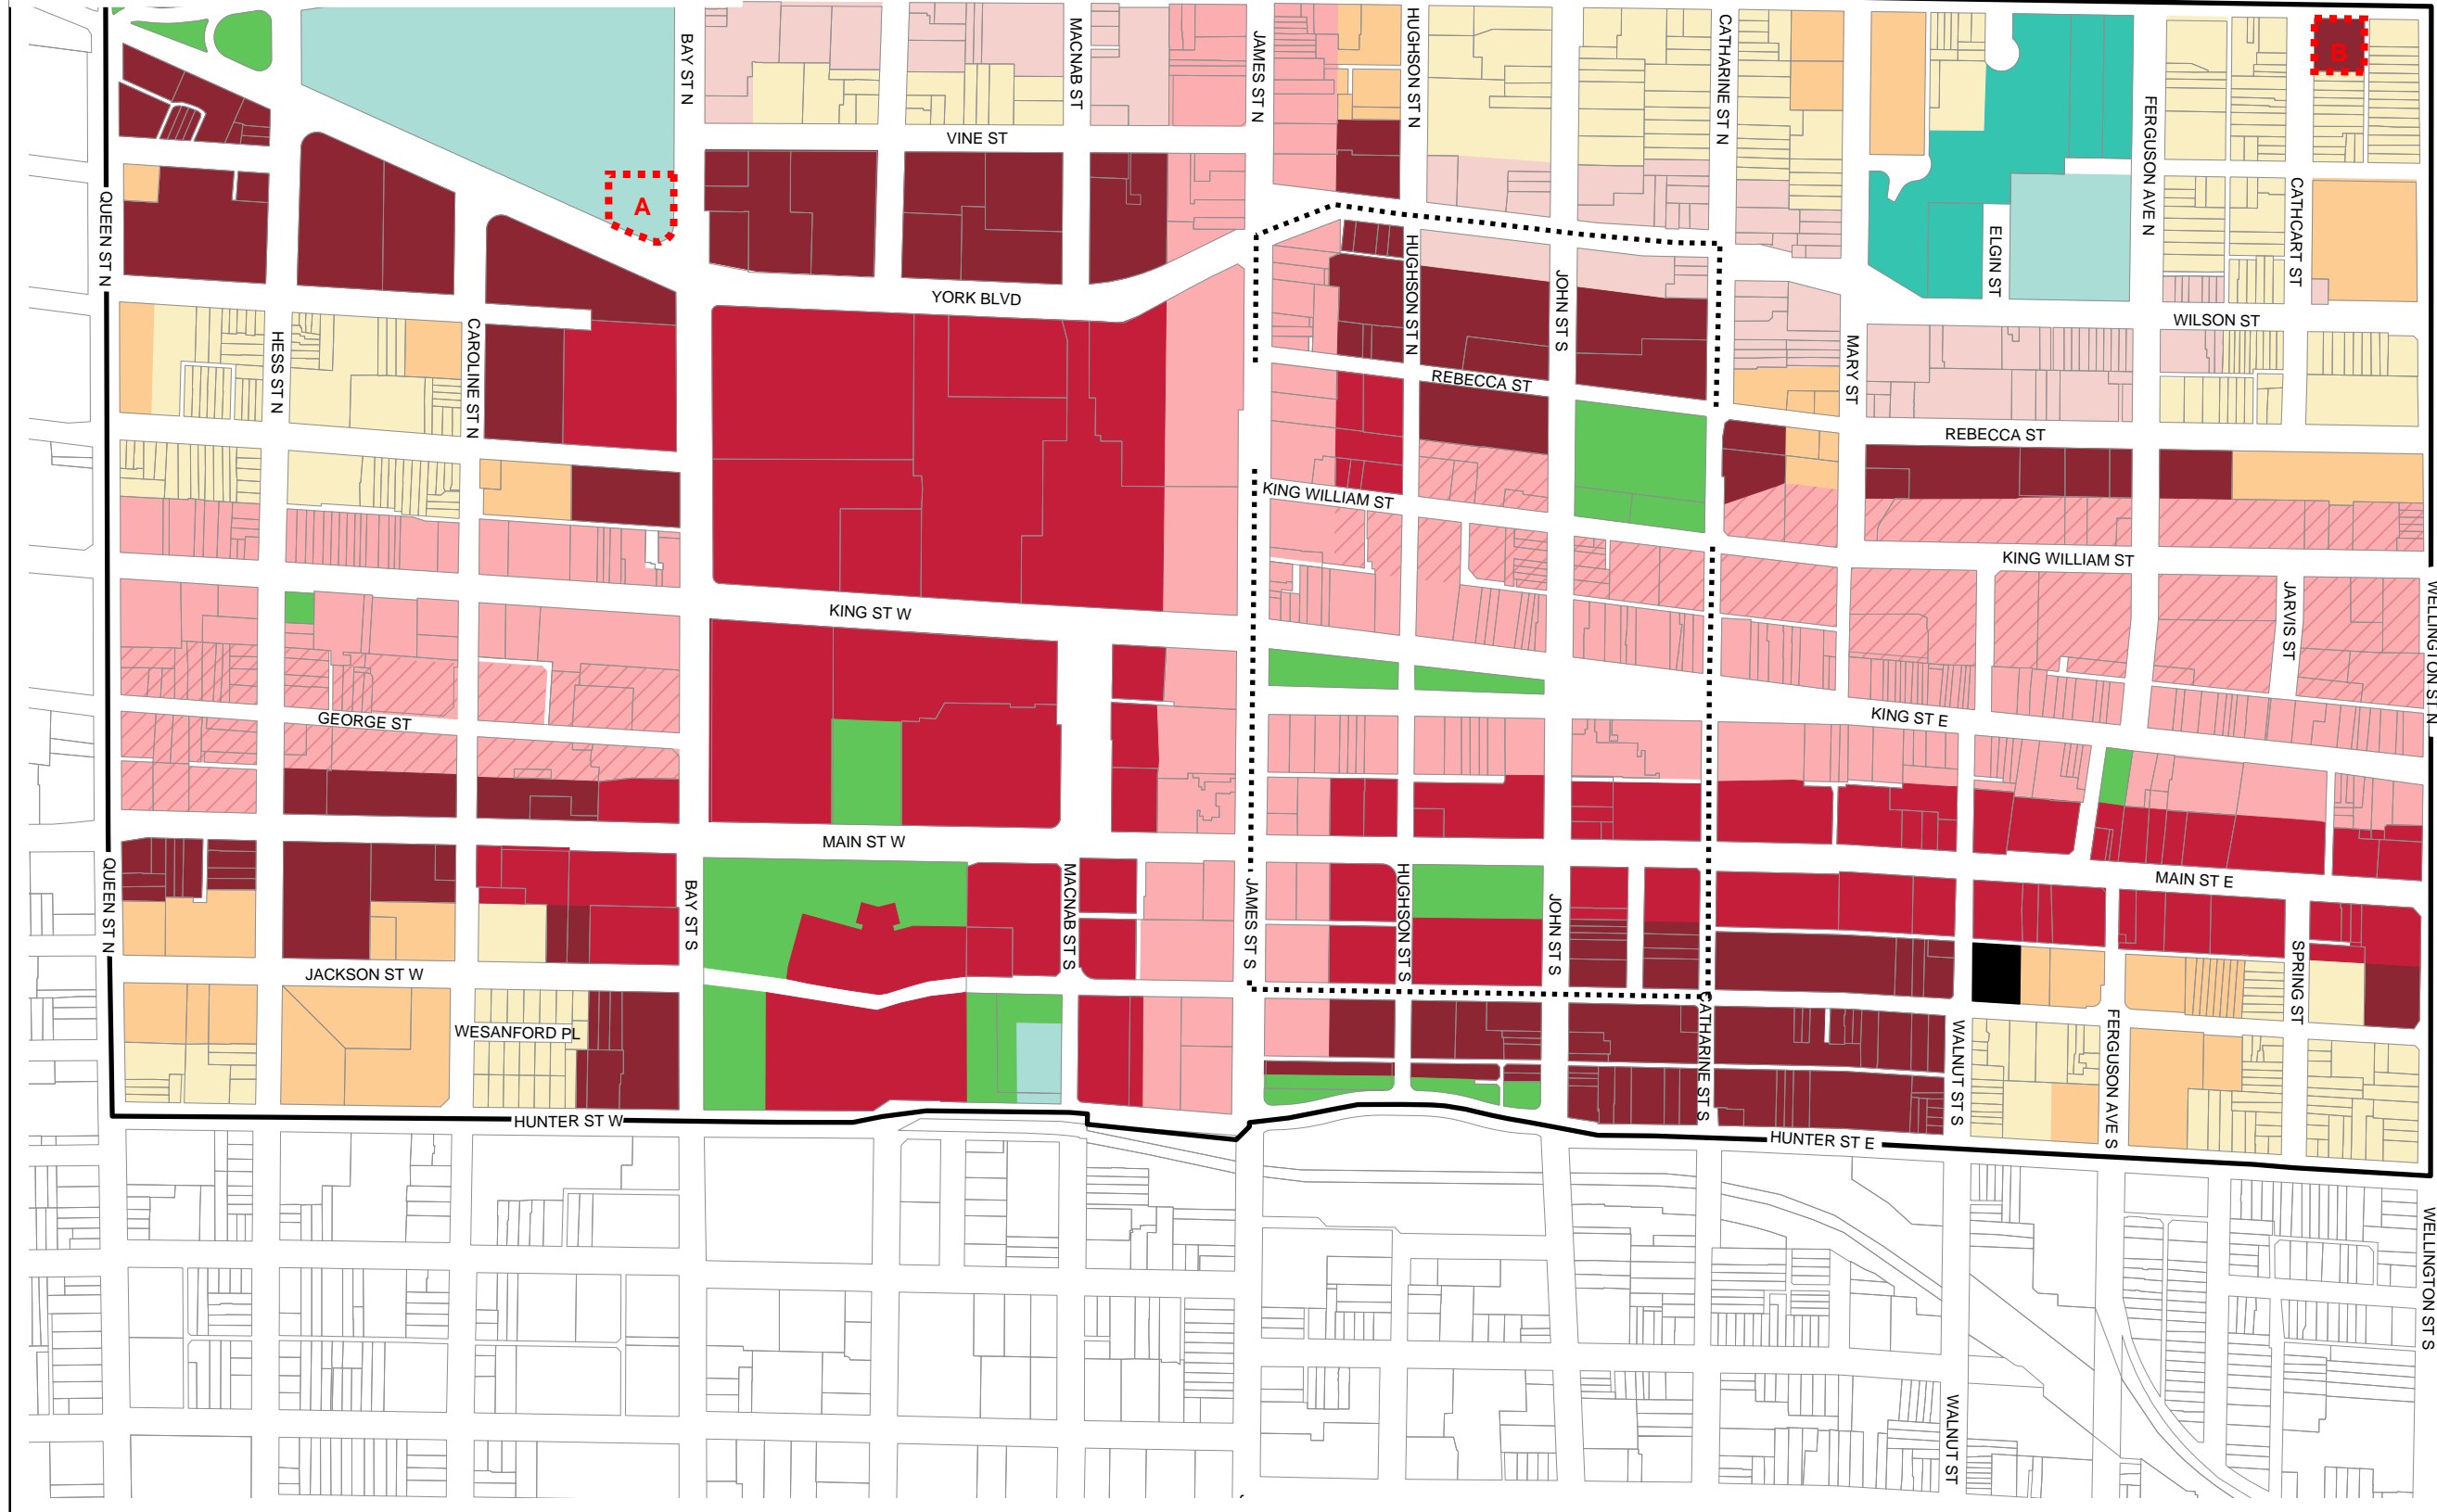 BAY ST N
MACNAB ST
JAMES ST N
HUGHSON ST N
CATHARINE ST N
B
FERGUSON AVE N
VINE ST
A
QUEEN ST N
CATHCART ST
ELGIN ST
HUGHSON ST N
JOHN ST S
YORK BLVD
WILSON ST
HESS ST N
CAROLINE ST N
MARY ST
REBECCA ST
REBECCA ST
KING WILLIAM ST
KING WILLIAM ST
KING ST W
JARVIS ST
WELLINGTON ST N
GEORGE ST
KING ST E
MAIN ST W
MAIN ST E
QUEEN ST N
BAY ST S
MACNAB ST S
JAMES ST S
HUGHSON ST S
JOHN ST S
SPRING ST
JACKSON ST W
WESANFORD PL
CATHARINE ST S
WALNUT ST S
FERGUSON AVE S
HUNTER ST W
HUNTER ST E
WELLINGTON ST S
WALNUT ST